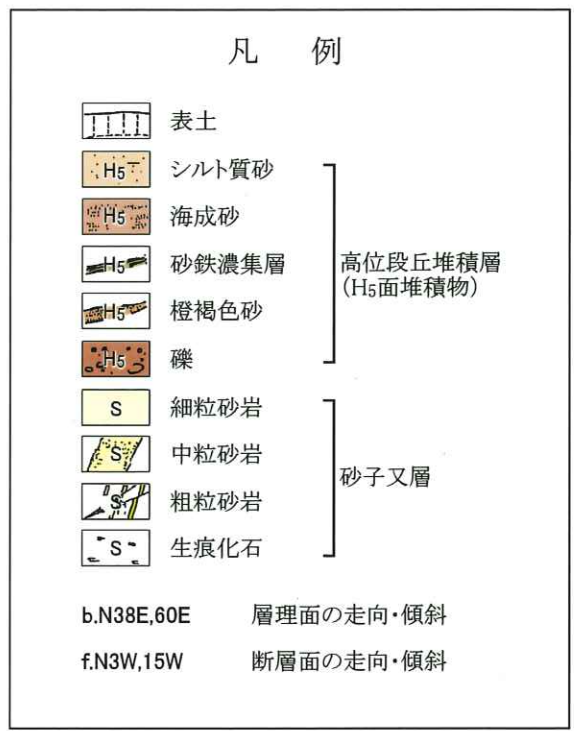 凡 例
表土
H5 シルト質砂
H5 海成砂
H5 砂鉄濃集層
高位段丘堆積層
(H5面堆積物)
H5 橙褐色砂
H5 礫
S 細粒砂岩
S 中粒砂岩
砂子又層
S 粗粒砂岩
S 生痕化石
b.N38E,60E 層理面の走向・傾斜
f.N3W,15W 断層面の走向・傾斜